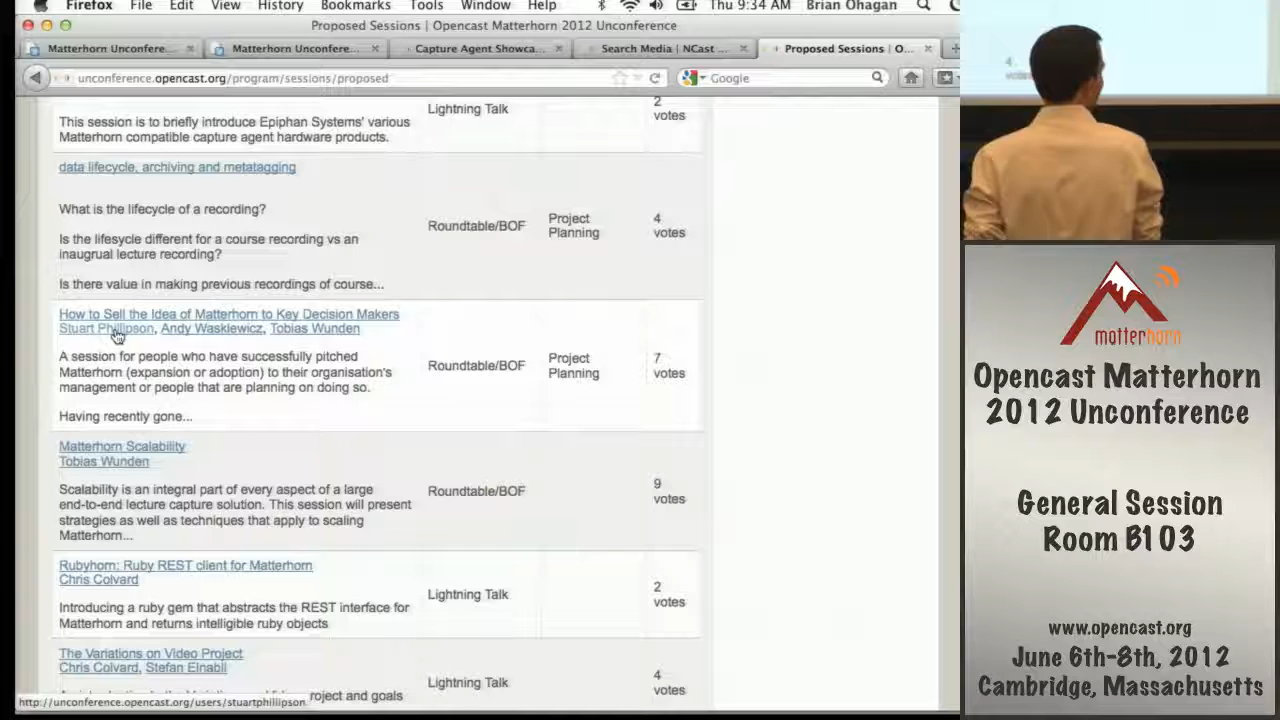 Firefox File Edit View History Bookmarks Tools Window Help Thu 9:34 AM Brian Ohagan
Proposed Sessions | Opencast Matterhorn 2012 Unconference
Matterhorn Unconfere... Matterhorn Unconfere... Capture Agent Showca... Search Media | NCast ... Proposed Sessions | O...
unconference.opencast.org/program/sessions/proposed
Google
This session is to briefly introduce Epiphan Systems' various
Matterhorn compatible capture agent hardware products.
Lightning Talk
2
votes
data lifecycle, archiving and metatagging
What is the lifecycle of a recording?
Is the lifesycle different for a course recording vs an
inaugrual lecture recording?
Is there value in making previous recordings of course...
Roundtable/BOF
Project
Planning
4
votes
How to Sell the Idea of Matterhorn to Key Decision Makers
Stuart Phillipson, Andy Wasklewicz, Tobias Wunden
A session for people who have successfully pitched
Matterhorn (expansion or adoption) to their organisation's
management or people that are planning on doing so.
Having recently gone...
Roundtable/BOF
Project
Planning
7
votes
Matterhorn Scalability
Tobias Wunden
Scalability is an integral part of every aspect of a large
end-to-end lecture capture solution. This session will present
strategies as well as techniques that apply to scaling
Matterhorn...
Roundtable/BOF
9
votes
Rubyhorn: Ruby REST client for Matterhorn
Chris Colvard
Introducing a ruby gem that abstracts the REST interface for
Matterhorn and returns intelligible ruby objects
Lightning Talk
2
votes
The Variations on Video Project
Chris Colvard, Stefan Elnabli
roject and goals
Lightning Talk
4
votes
http://unconference.opencast.org/users/stuartphillipson
matterhorn
Opencast Matterhorn
2012 Unconference
General Session
Room B103
www.opencast.org
June 6th-8th, 2012
Cambridge, Massachusetts